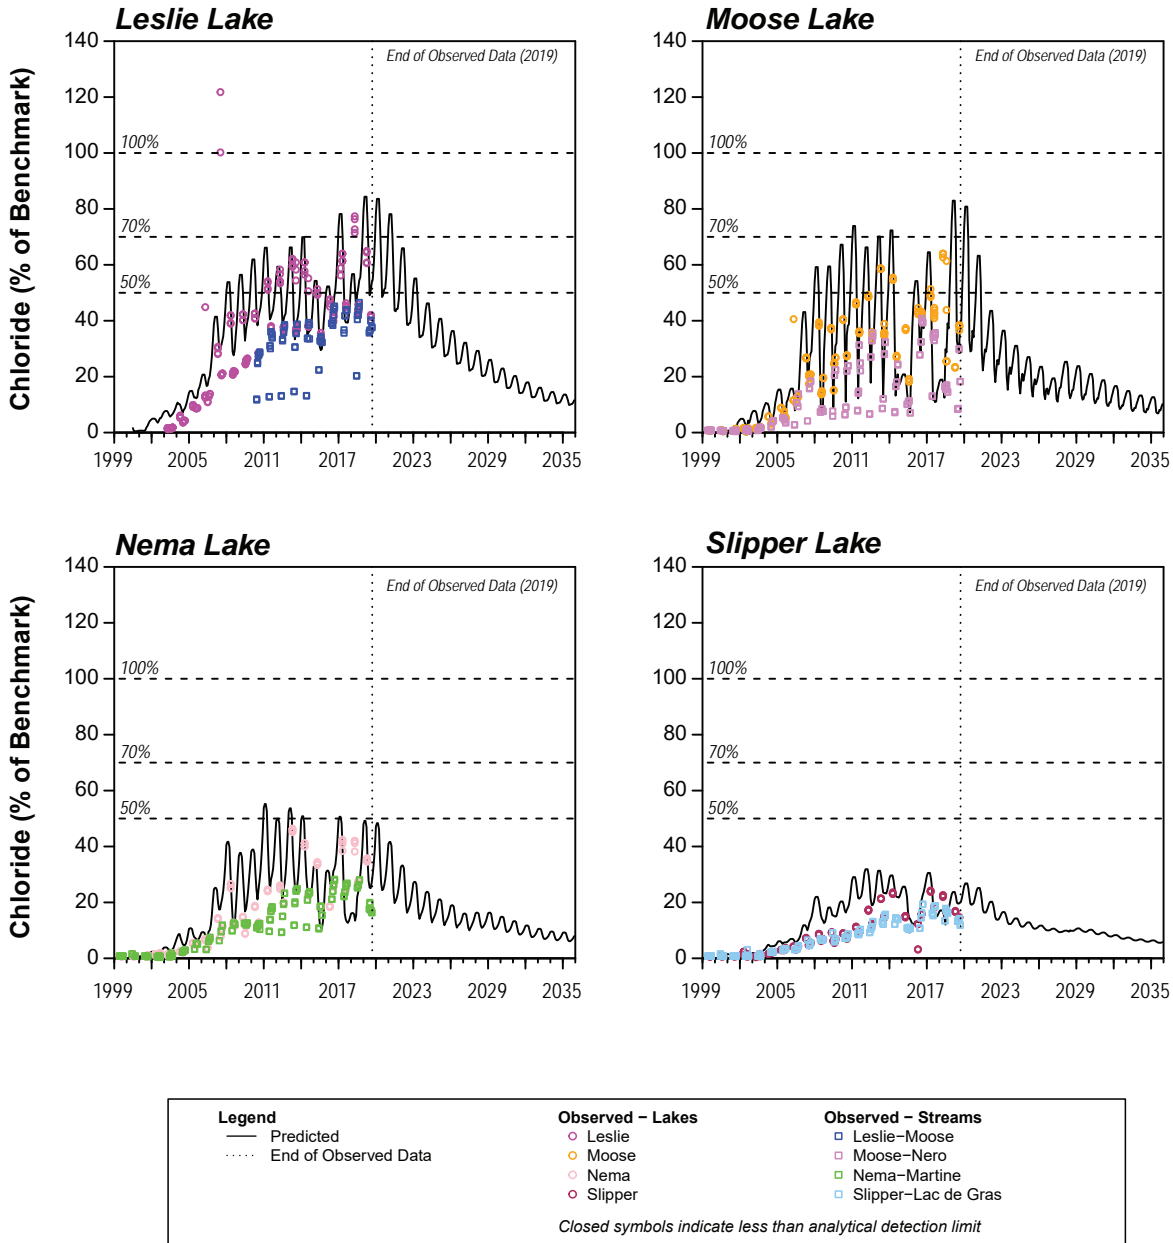 Leslie Lake
Chloride (% of Benchmark)
140
120
100
80
60
40
20
0
End of Observed Data (2019)
100%
70%
50%
1999 2005 2011 2017 2023 2029 2035
Moose Lake
140
120
100
80
60
40
20
0
End of Observed Data (2019)
100%
70%
50%
1999 2005 2011 2017 2023 2029 2035
Nema Lake
Chloride (% of Benchmark)
140
120
100
80
60
40
20
0
End of Observed Data (2019)
100%
70%
50%
1999 2005 2011 2017 2023 2029 2035
Slipper Lake
140
120
100
80
60
40
20
0
End of Observed Data (2019)
100%
70%
50%
1999 2005 2011 2017 2023 2029 2035
Legend
Predicted
End of Observed Data
Observed − Lakes
Leslie
Moose
Nema
Slipper
Observed − Streams
Leslie−Moose
Moose−Nero
Nema−Martine
Slipper−Lac de Gras
Closed symbols indicate less than analytical detection limit